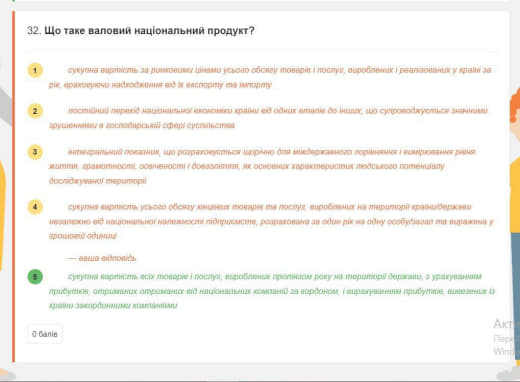 32. Що таке валовий національний продукт?
1 сукупна вартість за ринковими цінами усього обсягу товарів і послуг, вироблених і реалізованих у країні за
рік, враховуючи надходження від їх експорту та імпорту
2 постійний перехід національної економіки країни від одних етапів до інших, що супроводжується значними
зрушеннями в господарській сфері суспільства
3 інтегральний показник, що розраховується щорічно для міждержавного порівняння і вимірювання рівня
життя, грамотності, освіченості і довголіття, як основних характеристик людського потенціалу
досліджуваної території
4 сукупна вартість усього обсягу кінцевих товарів та послуг, вироблених на території країни/держави
незалежно від національної належності підприємств, розрахована за один рік на одну особу/загал та виражена у
грошовій одиниці
— ваша відповідь
5 сукупна вартість всіх товарів і послуг, вироблених протягом року на території держави, з урахуванням
прибутків, отриманих отриманих від національних компаній за кордоном, і вирахуванням прибутків, вивезених із
країни закордонними компаніями
0 балів
Акт
Пере
Wind